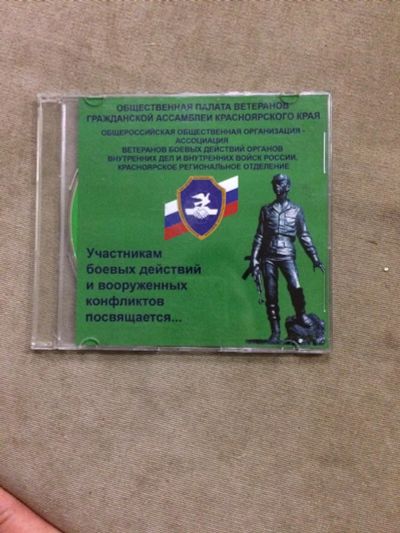 ОБЩЕСТВЕННАЯ ПАЛАТА ВЕТЕРАНОВ
ГРАЖДАНСКОЙ АССАМБЛЕИ КРАСНОЯРСКОГО КРАЯ
ОБЩЕРОССИЙСКАЯ ОБЩЕСТВЕННАЯ ОРГАНИЗАЦИЯ -
АССОЦИАЦИЯ
ВЕТЕРАНОВ БОЕВЫХ ДЕЙСТВИЙ ОРГАНОВ
ВНУТРЕННИХ ДЕЛ И ВНУТРЕННИХ ВОЙСК РОССИИ,
КРАСНОЯРСКОЕ РЕГИОНАЛЬНОЕ ОТДЕЛЕНИЕ
Участникам
боевых действий
и вооруженных
конфликтов
посвящается...